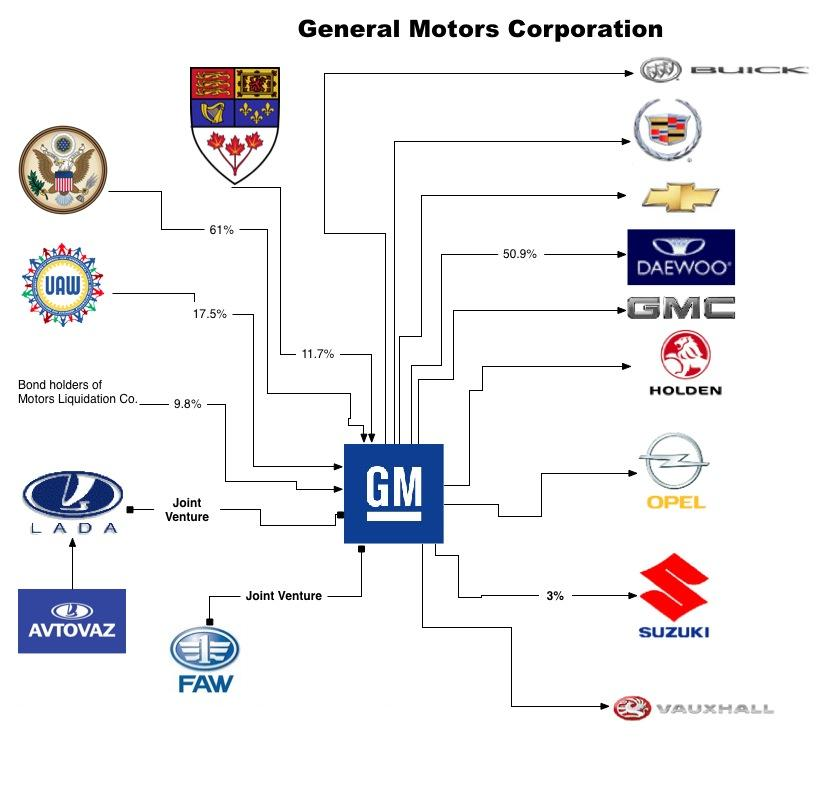 General Motors Corporation
BUICK
61%
UAW
50.9%
DAEWOO
GMC
17.5%
11.7%
HOLDEN
Bond holders of
Motors Liquidation Co.
9.8%
GM
OPEL
LADA
Joint
Venture
AVTOVAZ
Joint Venture
3%
SUZUKI
FAW
VAUXHALL